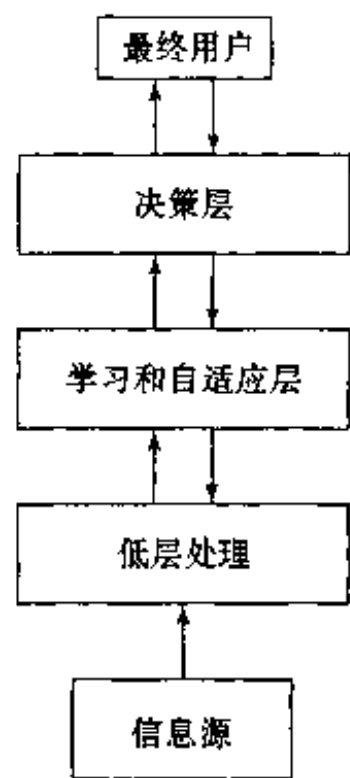 最终用户
决策层
学习和自适应层
低层处理
信息源